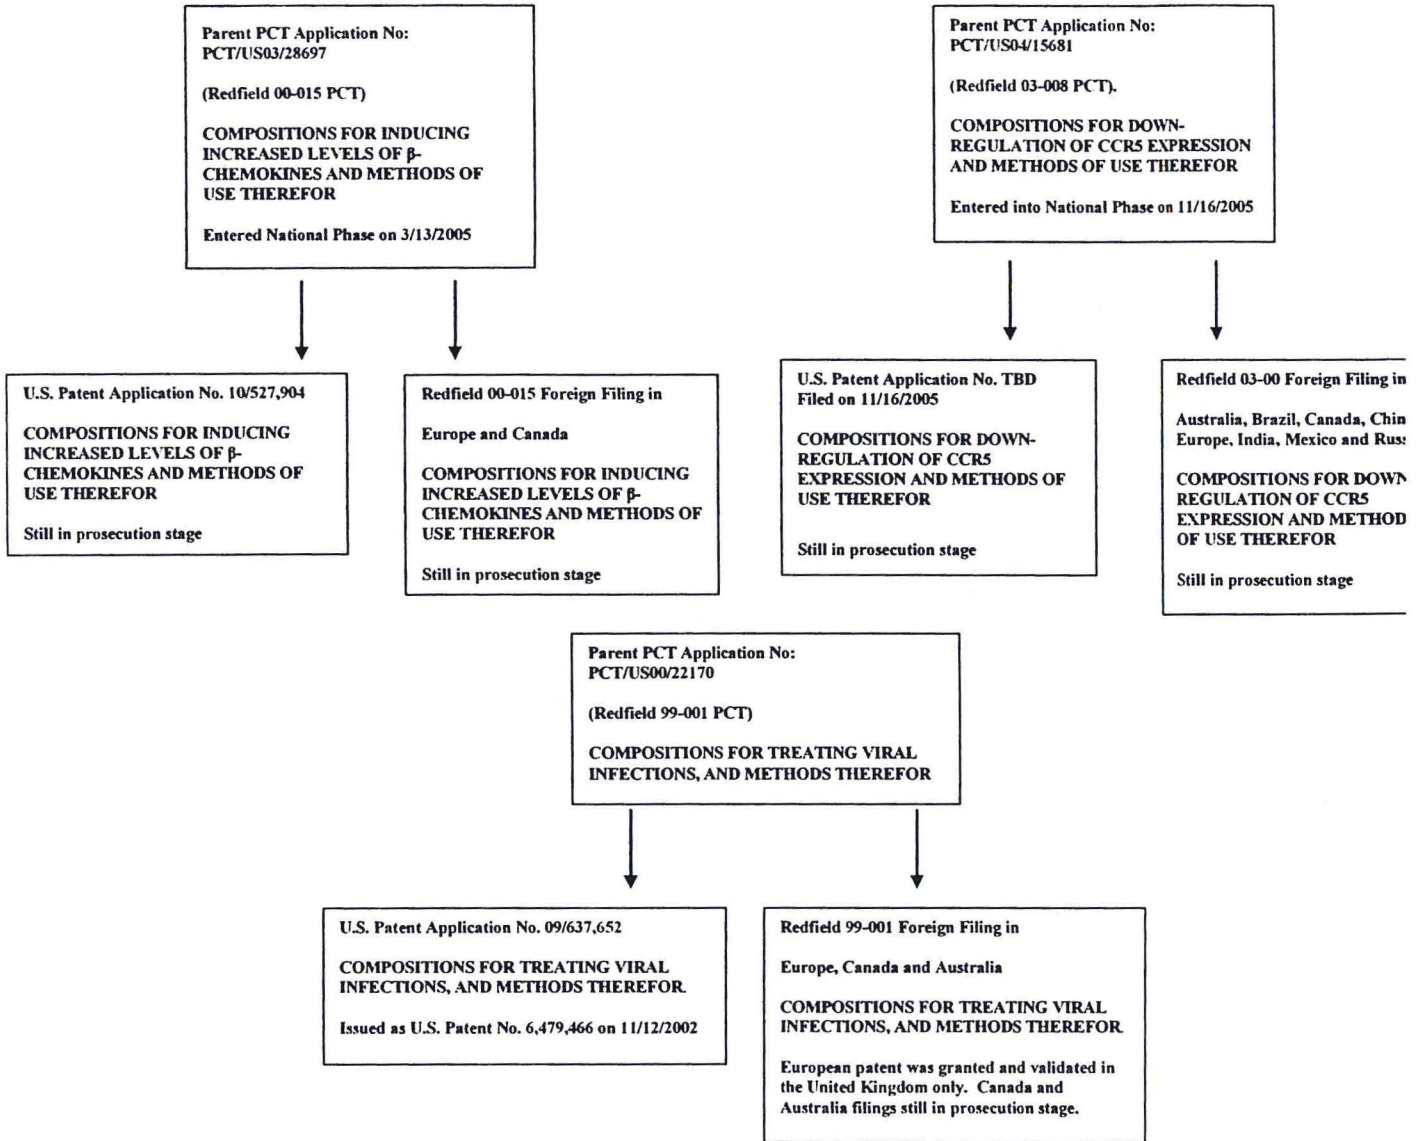 Parent PCT Application No:
PCT/US03/28697
(Redfield 00-015 PCT)
COMPOSITIONS FOR INDUCING
INCREASED LEVELS OF β-
CHEMOKINES AND METHODS OF
USE THEREFOR
Entered National Phase on 3/13/2005
Parent PCT Application No:
PCT/US04/15681
(Redfield 03-008 PCT).
COMPOSITIONS FOR DOWN-
REGULATION OF CCR5 EXPRESSION
AND METHODS OF USE THEREFOR
Entered into National Phase on 11/16/2005
U.S. Patent Application No. 10/527,904
COMPOSITIONS FOR INDUCING
INCREASED LEVELS OF β-
CHEMOKINES AND METHODS OF
USE THEREFOR
Still in prosecution stage
Redfield 00-015 Foreign Filing in
Europe and Canada
COMPOSITIONS FOR INDUCING
INCREASED LEVELS OF β-
CHEMOKINES AND METHODS OF
USE THEREFOR
Still in prosecution stage
U.S. Patent Application No. TBD
Filed on 11/16/2005
COMPOSITIONS FOR DOWN-
REGULATION OF CCR5
EXPRESSION AND METHODS OF
USE THEREFOR
Still in prosecution stage
Redfield 03-00 Foreign Filing in
Australia, Brazil, Canada,
Europe, India, Mexico and
COMPOSITIONS FOR
REGULATION OF CCR5
EXPRESSION AND
OF USE THEREFOR
Still in prosecution stage
Parent PCT Application No:
PCT/US00/22170
(Redfield 99-001 PCT)
COMPOSITIONS FOR TREATING VIRAL
INFECTIONS, AND METHODS THEREFOR
U.S. Patent Application No. 09/637,652
COMPOSITIONS FOR TREATING VIRAL
INFECTIONS, AND METHODS THEREFOR.
Issued as U.S. Patent No. 6,479,466 on 11/12/2002
Redfield 99-001 Foreign Filing in
Europe, Canada and Australia
COMPOSITIONS FOR TREATING VIRAL
INFECTIONS, AND METHODS THEREFOR.
European patent was granted and validated in
the United Kingdom only. Canada and
Australia filings still in prosecution stage.